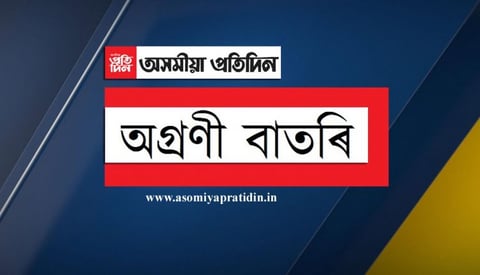 প্ৰতি
দিন
অসমীয়া প্ৰতিদিন
অগ্ৰণী বাতৰি
www.asomiyapratidin.in